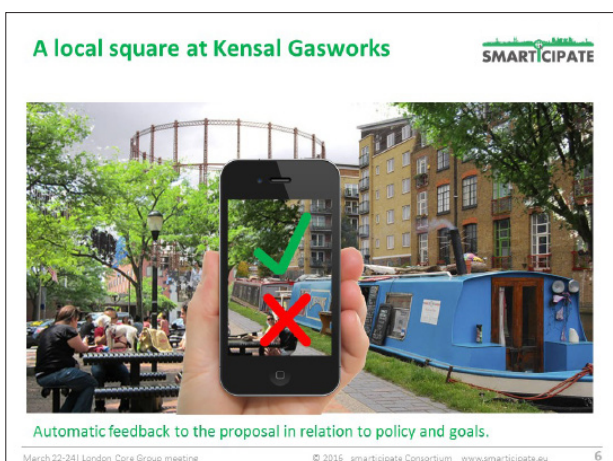 A local square at Kensal Gasworks
SMARTICIPATE
Automatic feedback to the proposal in relation to policy and goals.
March 22-24| London Core Group meeting
© 2016 smarticipate Consortium www.smarticipate.eu
6